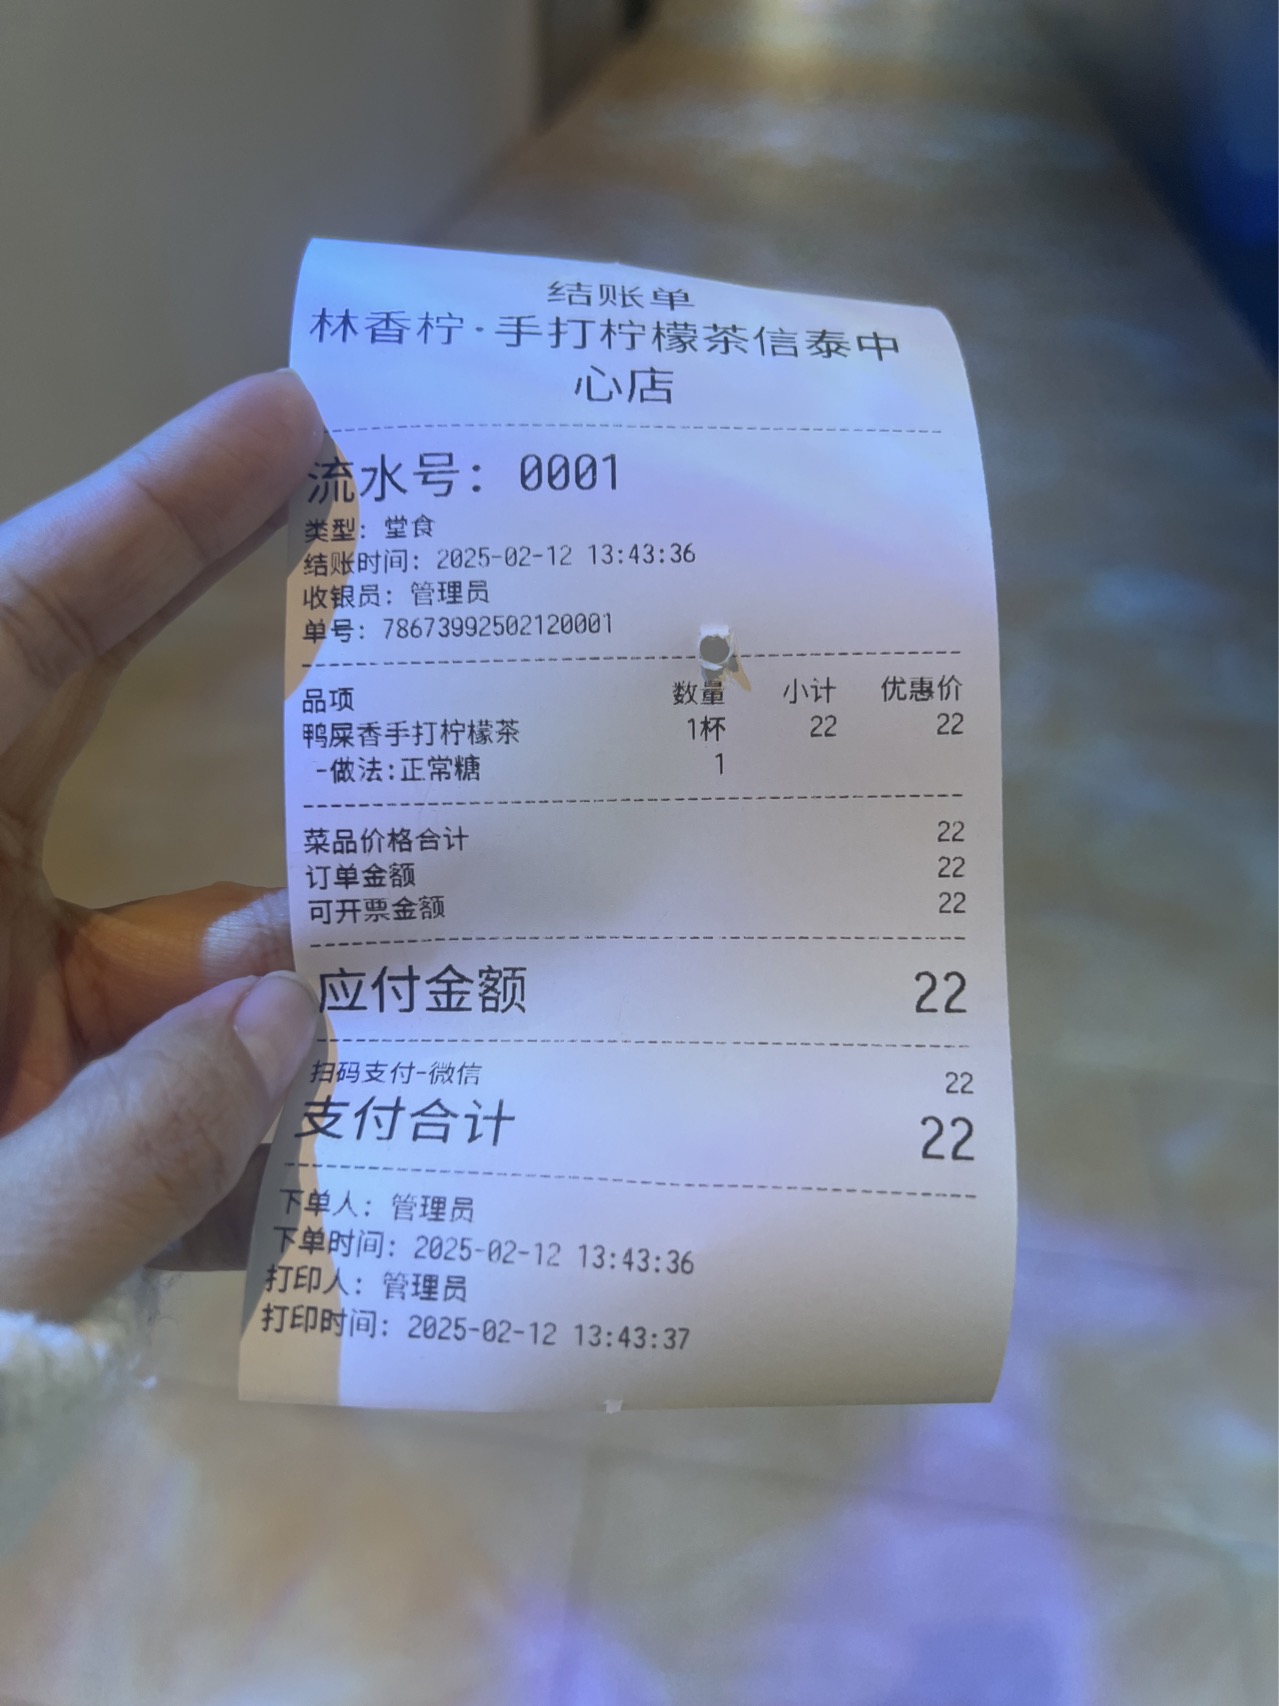 结账单
林香柠·手打柠檬茶信泰中
心店
流水号: 0001
类型: 堂食
结账时间: 2025-02-12 13:43:36
收银员: 管理员
单号: 78673992502120001
品项 数量 小计 优惠价
鸭屎香手打柠檬茶 1杯 22 22
-做法:正常糖 1
菜品价格合计 22
订单金额 22
可开票金额 22
应付金额 22
扫码支付-微信 22
支付合计 22
下单人: 管理员
下单时间: 2025-02-12 13:43:36
打印人: 管理员
打印时间: 2025-02-12 13:43:37